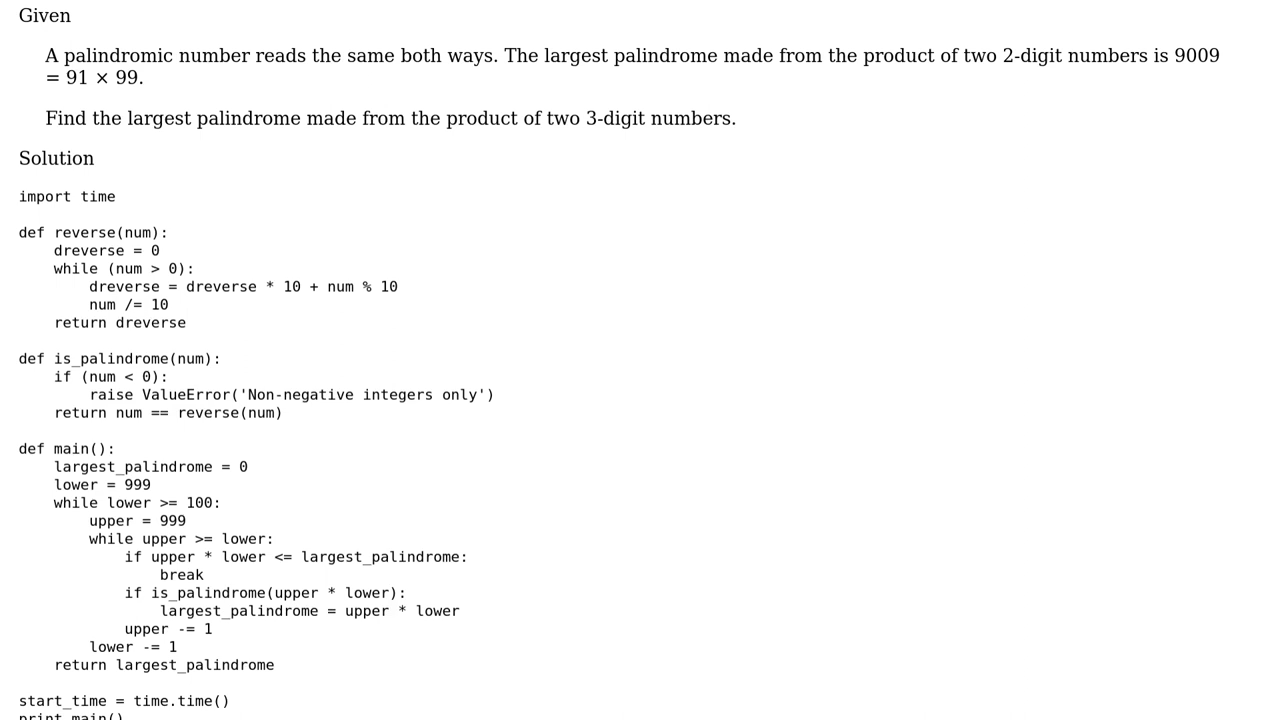 Given
A palindromic number reads the same both ways. The largest palindrome made from the product of two 2-digit numbers is 9009
= 91 × 99.
Find the largest palindrome made from the product of two 3-digit numbers.
Solution
import time
def reverse(num):
    dreverse = 0
    while (num > 0):
        dreverse = dreverse * 10 + num % 10
        num /= 10
    return dreverse
def is_palindrome(num):
    if (num < 0):
        raise ValueError('Non-negative integers only')
    return num == reverse(num)
def main():
    largest_palindrome = 0
    lower = 999
    while lower >= 100:
        upper = 999
        while upper >= lower:
            if upper * lower <= largest_palindrome:
                break
            if is_palindrome(upper * lower):
                largest_palindrome = upper * lower
            upper -= 1
        lower -= 1
    return largest_palindrome
start_time = time.time()
print main()